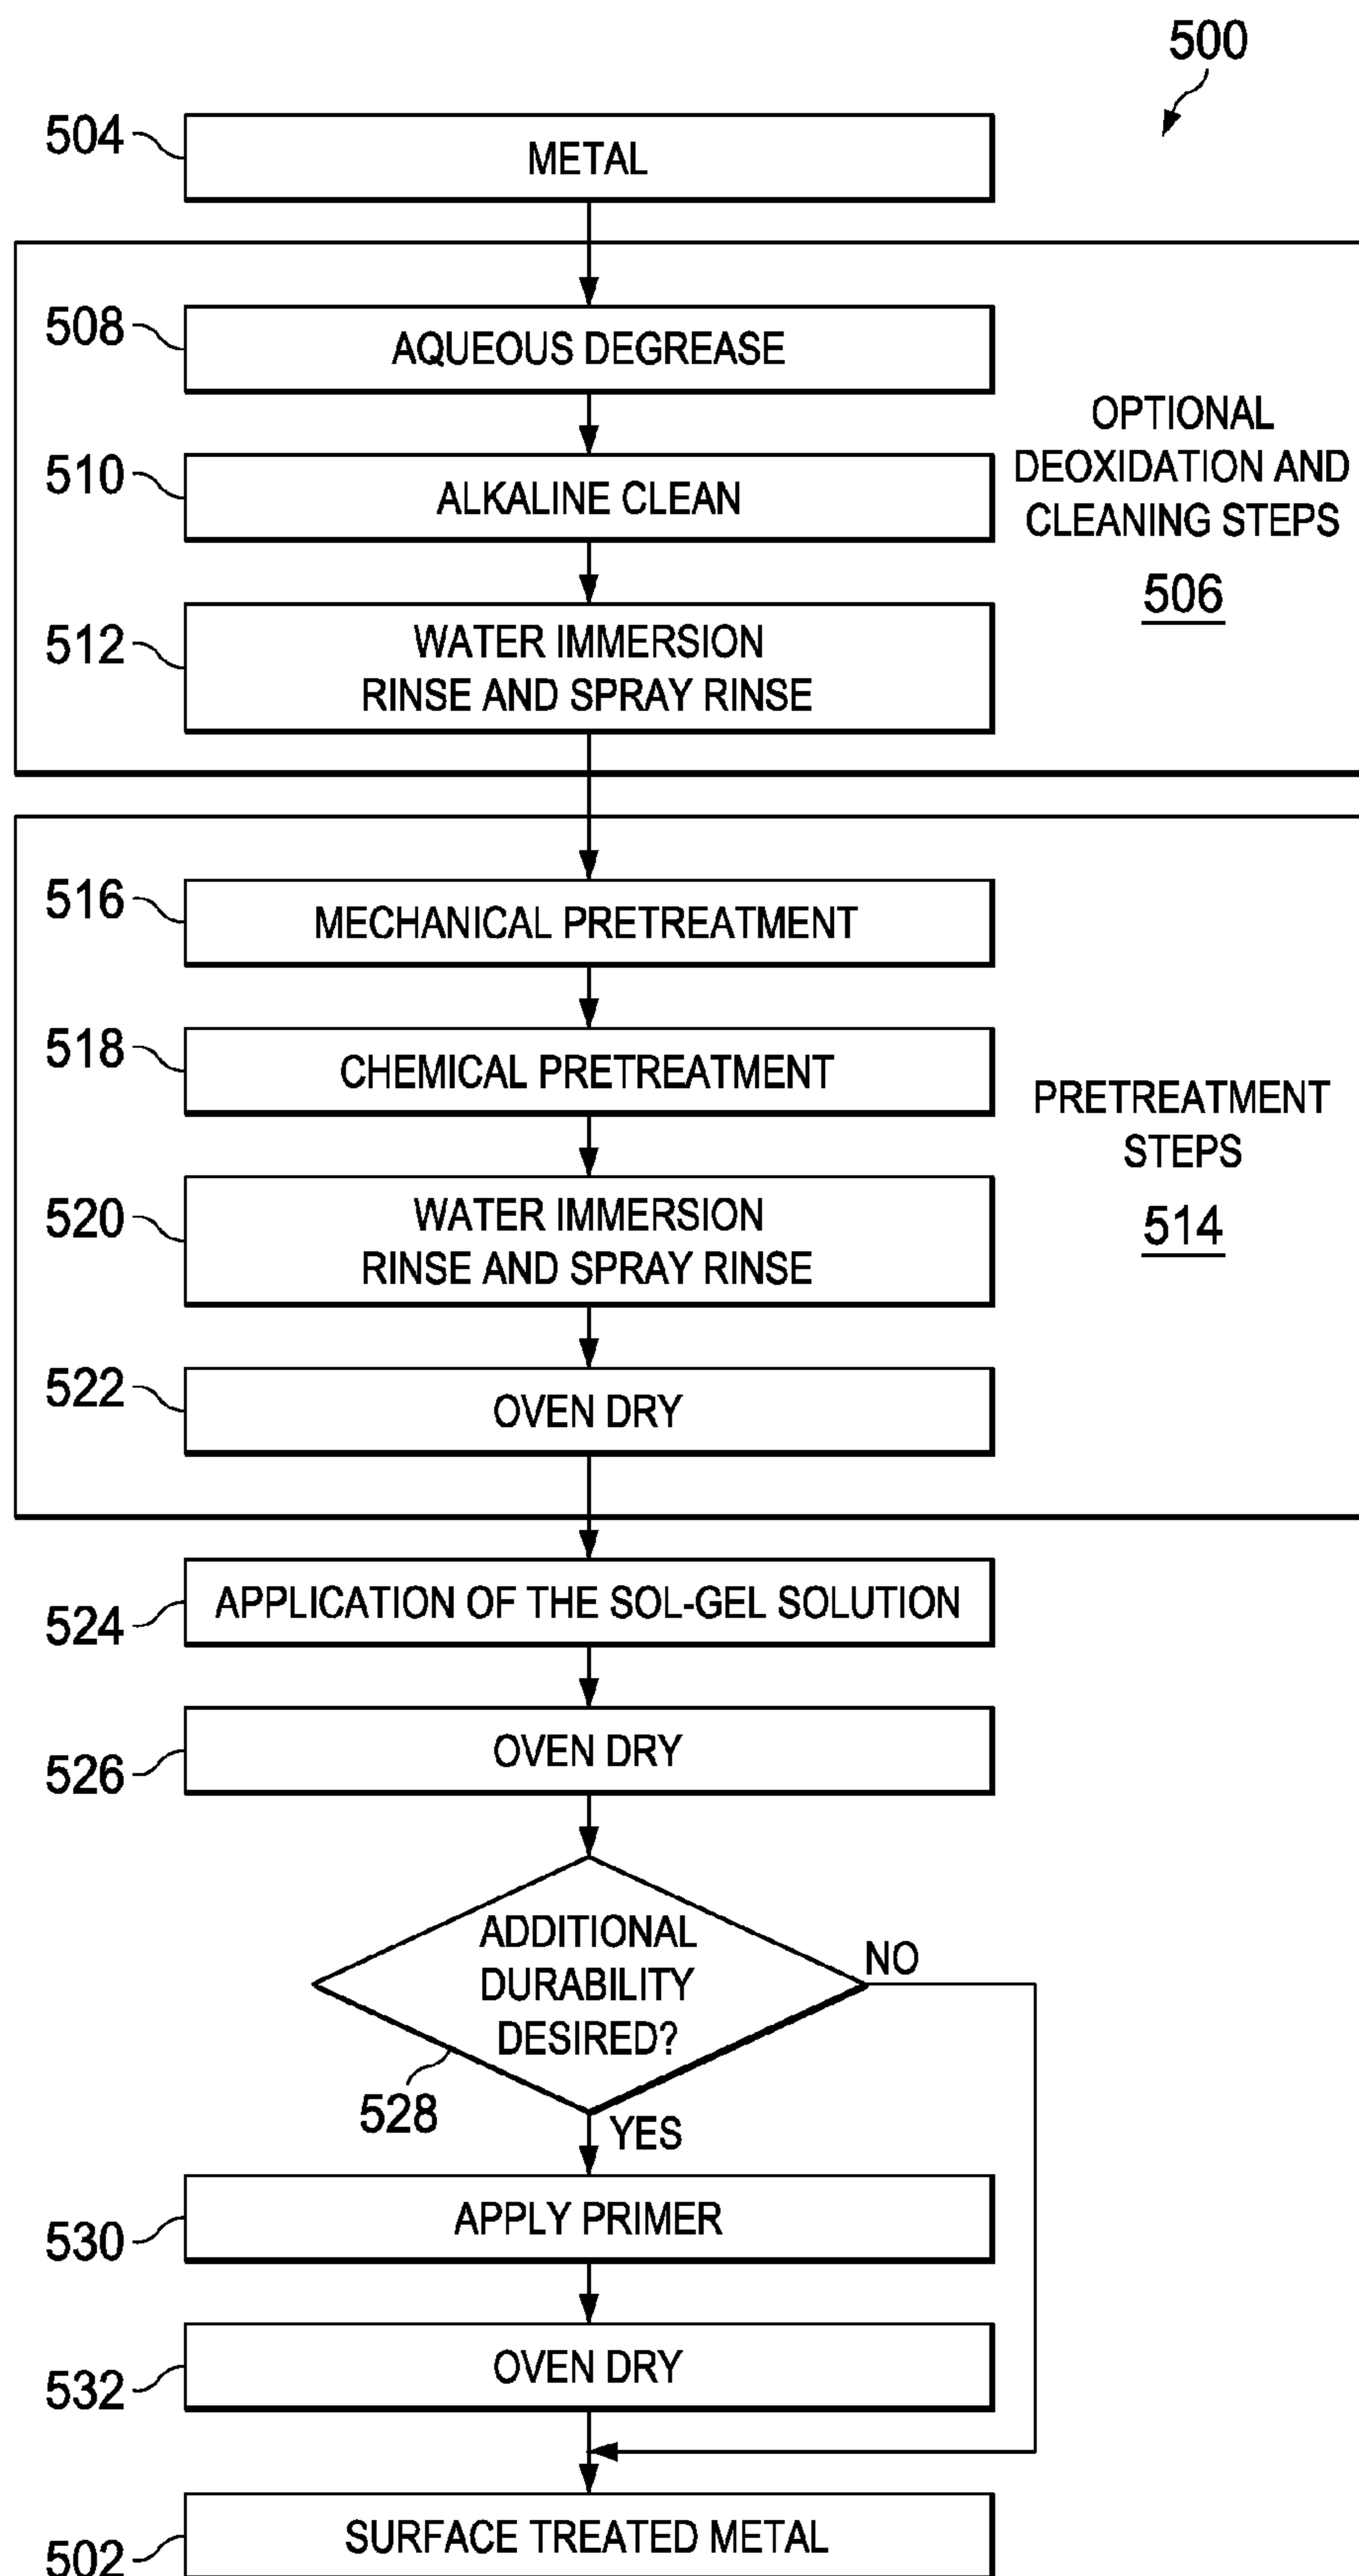 500
504
METAL
508
AQUEOUS DEGREASE
OPTIONAL
DEOXIDATION AND
CLEANING STEPS
506
510
ALKALINE CLEAN
512
WATER IMMERSION
RINSE AND SPRAY RINSE
516
MECHANICAL PRETREATMENT
518
CHEMICAL PRETREATMENT
PRETREATMENT
STEPS
514
520
WATER IMMERSION
RINSE AND SPRAY RINSE
522
OVEN DRY
524
APPLICATION OF THE SOL-GEL SOLUTION
526
OVEN DRY
ADDITIONAL
DURABILITY
DESIRED?
NO
528
YES
530
APPLY PRIMER
532
OVEN DRY
502
SURFACE TREATED METAL